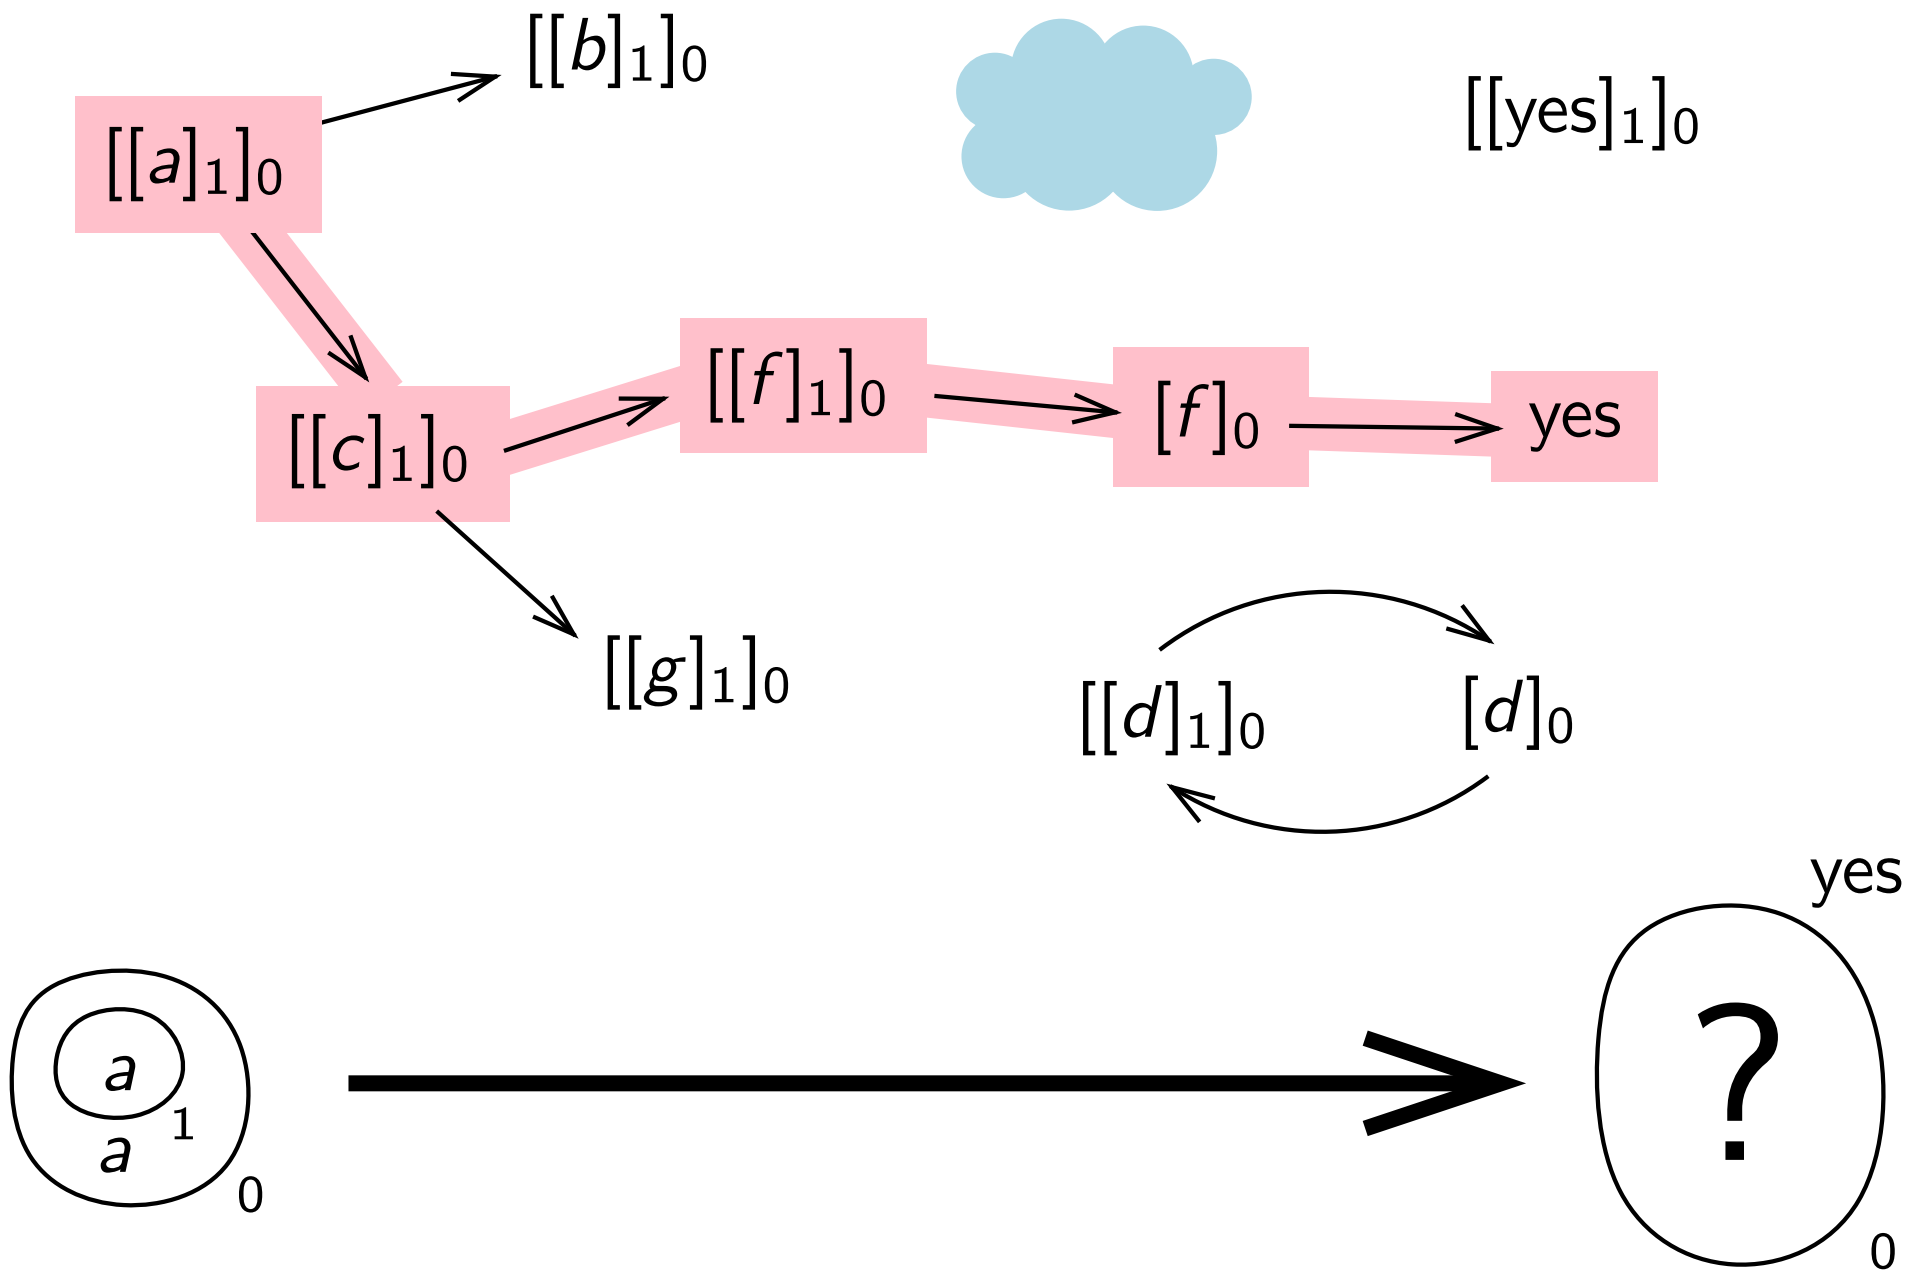 [[b]₁]₀
[[yes]₁]₀
[[a]₁]₀
[[f]₁]₀
[f]₀
yes
[[c]₁]₀
[[g]₁]₀
[[d]₁]₀
[d]₀
yes
a
1
a
0
?
0